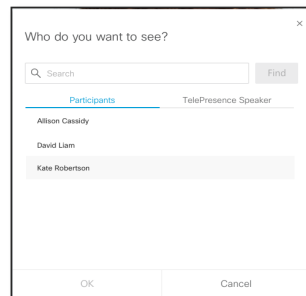 ×
Who do you want to see?
Search Find
Participants TelePresence Speaker
Allison Cassidy
David Liam
Kate Robertson
OK Cancel